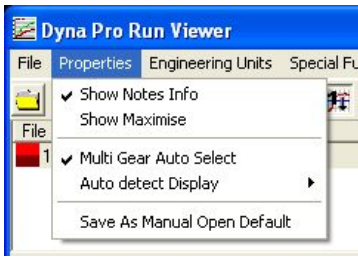 Dyna Pro Run Viewer
File Properties Engineering Units Special Fu
Show Notes Info
Show Maximise
File
1
Multi Gear Auto Select
Auto detect Display
Save As Manual Open Default